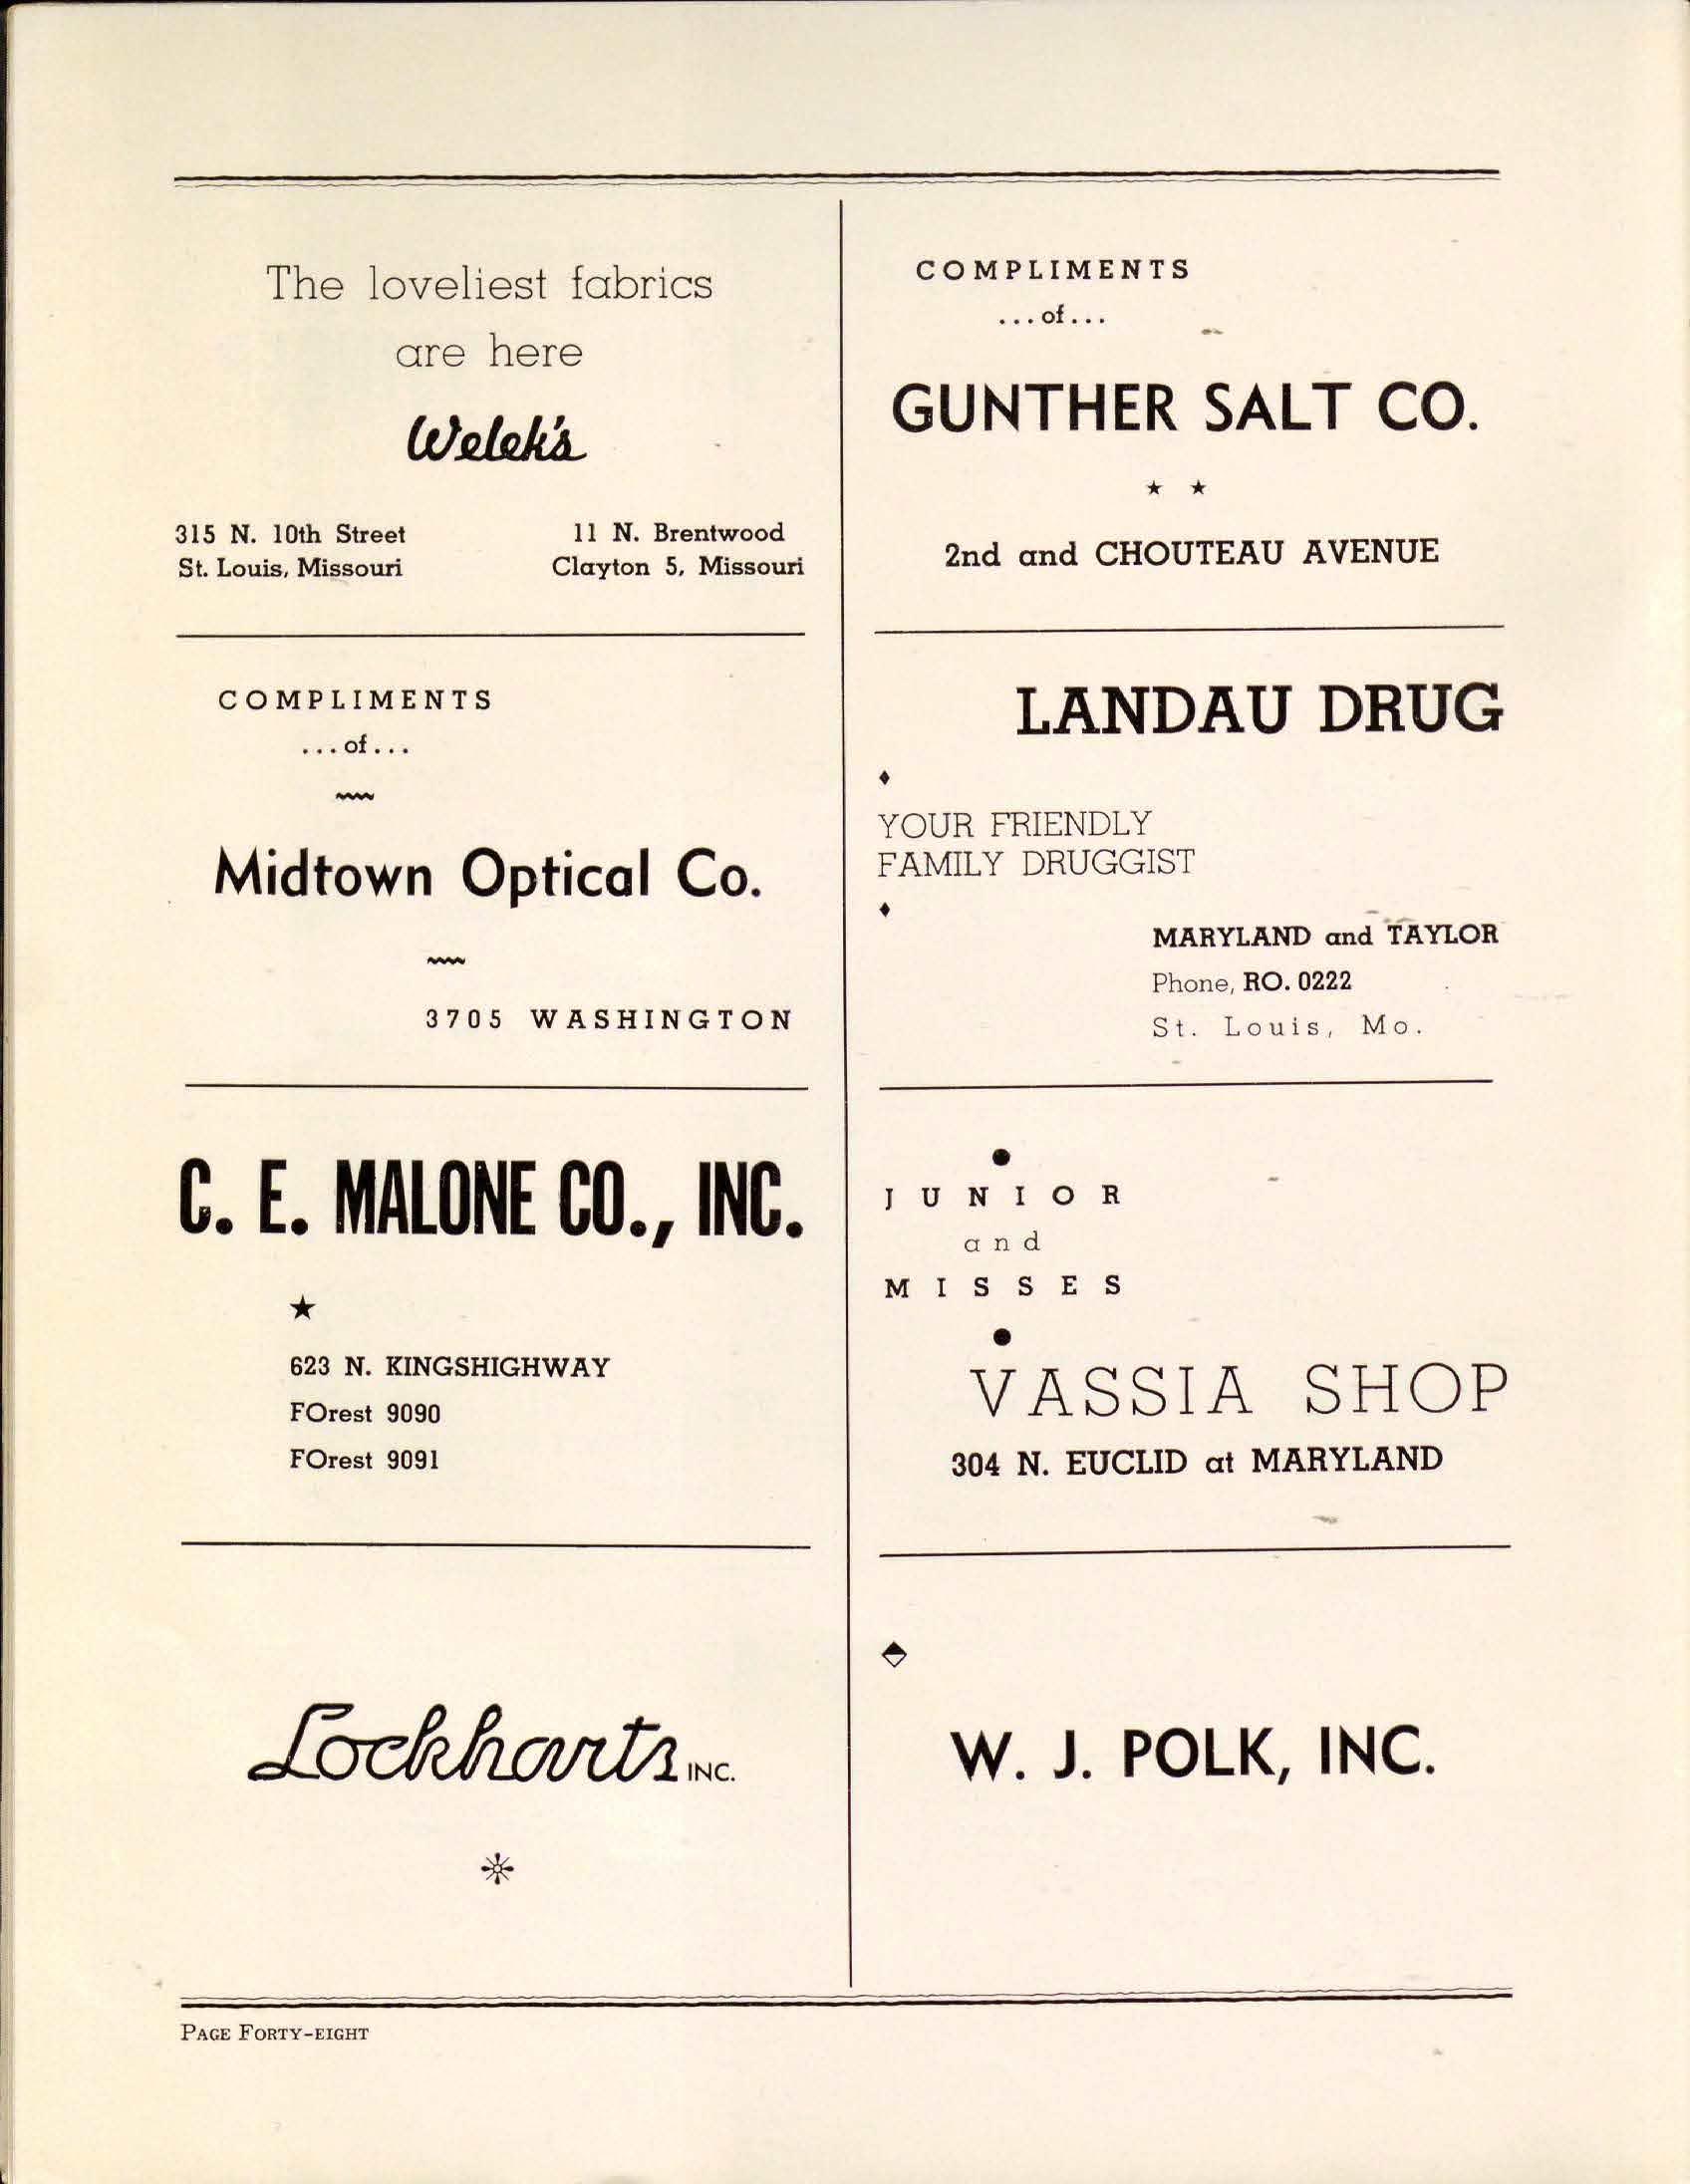 The loveliest fabrics
are here
Welek's
315 N. 10th Street
St. Louis, Missouri
11 N. Brentwood
Clayton 5, Missouri
COMPLIMENTS
...of...
Midtown Optical Co.
3705 WASHINGTON
C. E. MALONE CO., INC.
623 N. KINGSHIGHWAY
FOrest 9090
FOrest 9091
Lockharts INC.
COMPLIMENTS
...of...
GUNTHER SALT CO.
2nd and CHOUTEAU AVENUE
LANDAU DRUG
YOUR FRIENDLY
FAMILY DRUGGIST
MARYLAND and TAYLOR
Phone, RO. 0222
St. Louis, Mo.
JUNIOR
and
MISSES
VASSIA SHOP
304 N. EUCLID at MARYLAND
W. J. POLK, INC.
PAGE FORTY-EIGHT